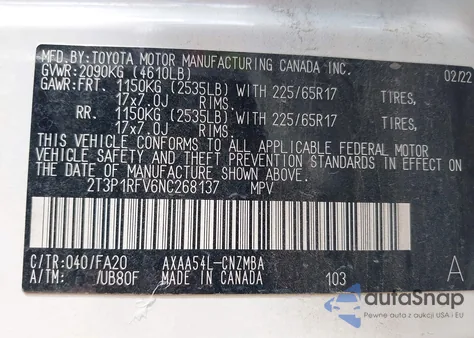 MFD.BY:TOYOTA MOTOR MANUFACTURING CANADA INC. 02/22
GVWR:2090KG (4610LB)
GAWR:FRT. 1150KG (2535LB) WITH 225/65R17 TIRES,
17x7.0J RIMS.
RR. 1150KG (2535LB) WITH 225/65R17 TIRES,
17x7.0J RIMS.
THIS VEHICLE CONFORMS TO ALL APPLICABLE FEDERAL MOTOR
VEHICLE SAFETY AND THEFT PREVENTION STANDARDS IN EFFECT ON
THE DATE OF MANUFACTURE SHOWN ABOVE.
2T3P1RFV6NC268137 MPV
C/TR:040/FA20 AXAA54L-CNZMBA A
A/TM: /UB80F MADE IN CANADA 103
autaSnap
Pewne auta z aukcji USA i EU